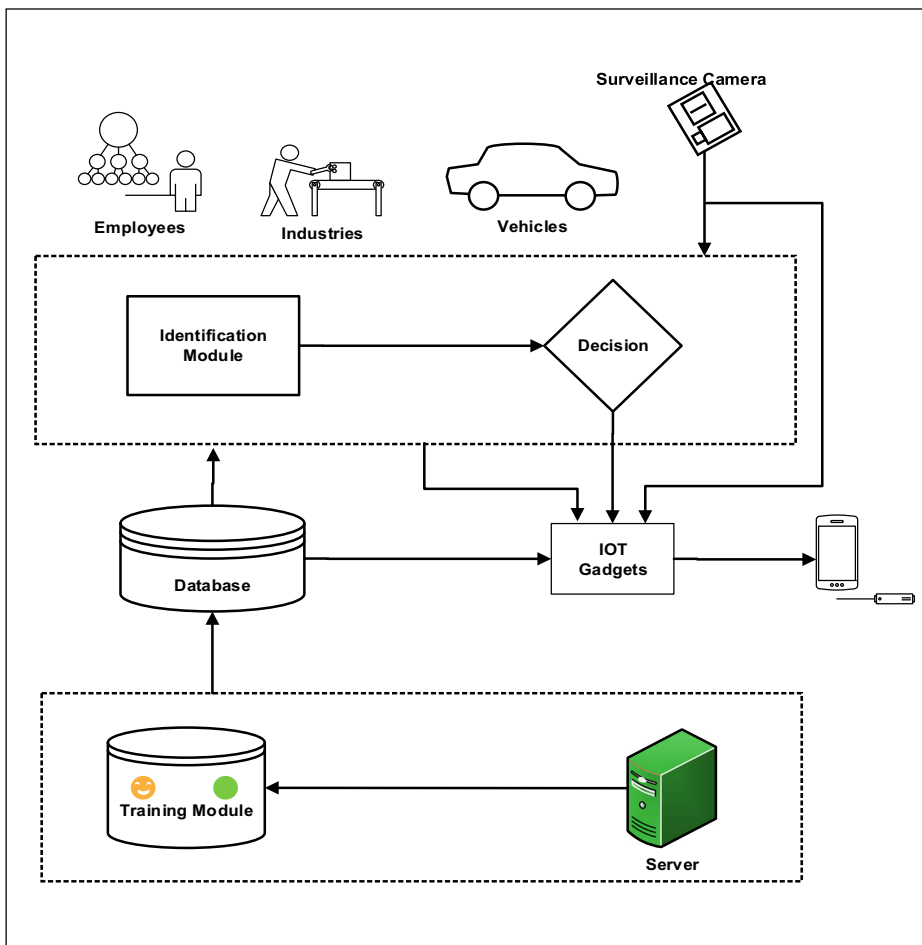 Surveillance Camera
Employees
Industries
Vehicles
Identification
Module
Decision
Database
IOT
Gadgets
Training Module
Server